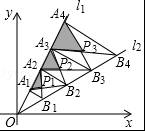 y
A₄ l₁
A₃ P₃ l₂
A₂ P₂ B₄
A₁ P₁ B₃
B₂
B₁
O x